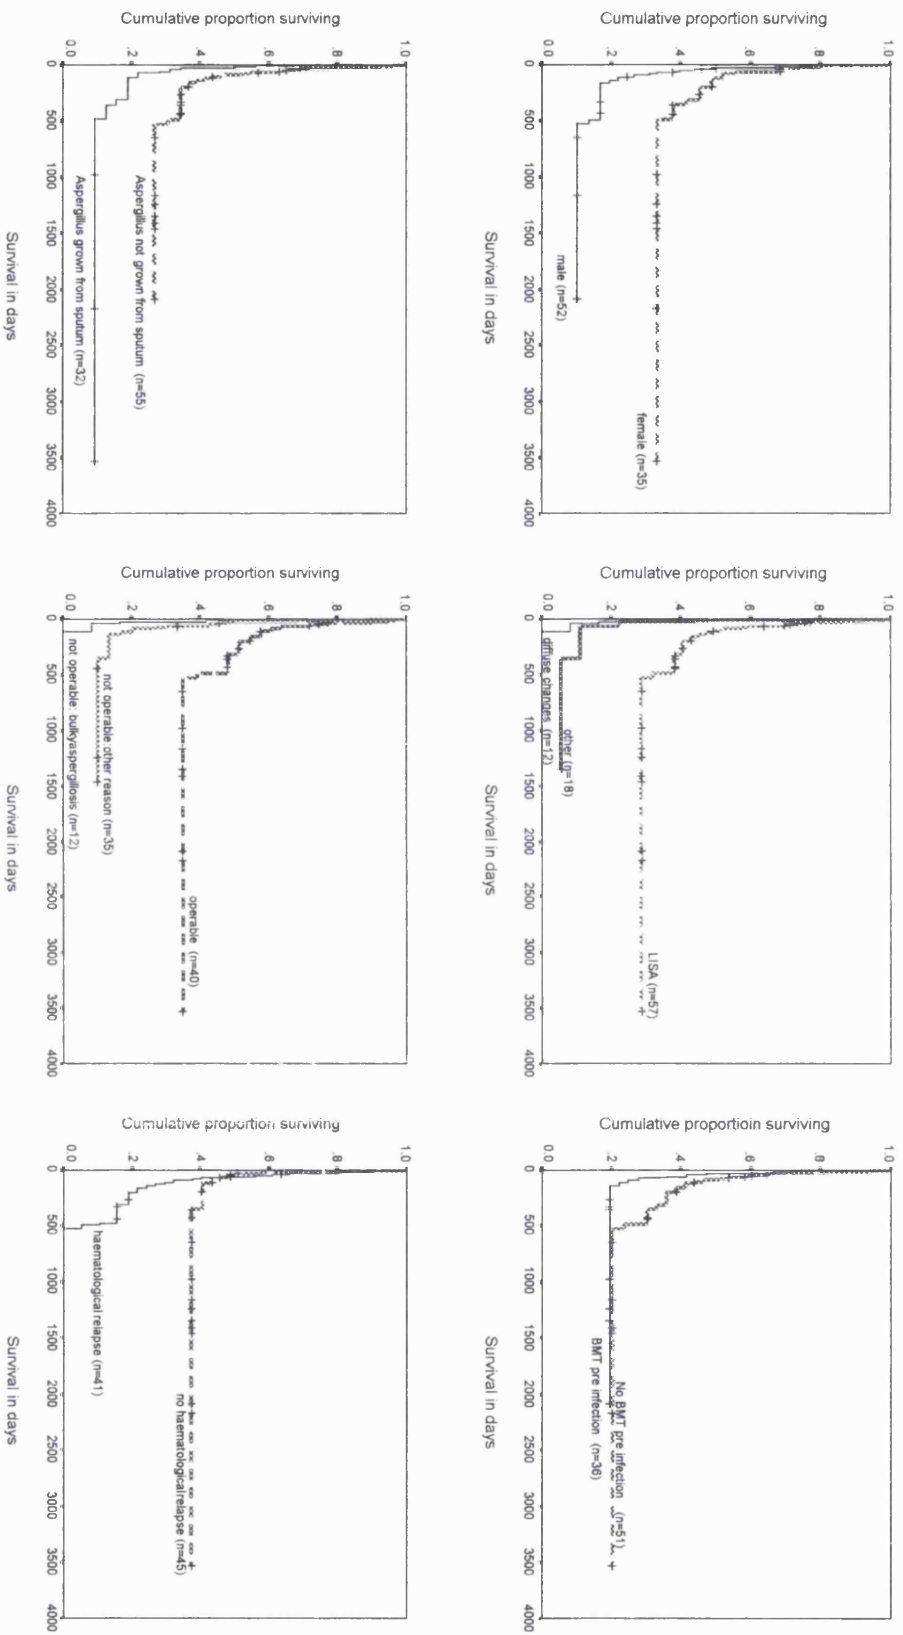 Cumulative proportion surviving
1.0
.8
.6
.4
.2
0.0
female (n=35)
male (n=52)
0 500 1000 1500 2000 2500 3000 3500 4000
Survival in days
Cumulative proportion surviving
1.0
.8
.6
.4
.2
0.0
LISA (n=57)
other (n=18)
diffuse changes (n=12)
0 500 1000 1500 2000 2500 3000 3500 4000
Survival in days
Cumulative proportioin surviving
1.0
.8
.6
.4
.2
0.0
No BMT pre infection (n=51)
BMT pre infection (n=36)
0 500 1000 1500 2000 2500 3000 3500 4000
Survival in days
Cumulative proportion surviving
1.0
.8
.6
.4
.2
0.0
Aspergillus not grown from sputum (n=55)
Aspergillus grown from sputum (n=32)
0 500 1000 1500 2000 2500 3000 3500 4000
Survival in days
Cumulative proportion surviving
1.0
.8
.6
.4
.2
0.0
operable (n=40)
not operable:other reason (n=35)
not operable: bulkyaspergillosis (n=12)
0 500 1000 1500 2000 2500 3000 3500 4000
Survival in days
Cumulative proportion surviving
1.0
.8
.6
.4
.2
0.0
no haematological relapse (n=45)
haematological relapse (n=41)
0 500 1000 1500 2000 2500 3000 3500 4000
Survival in days